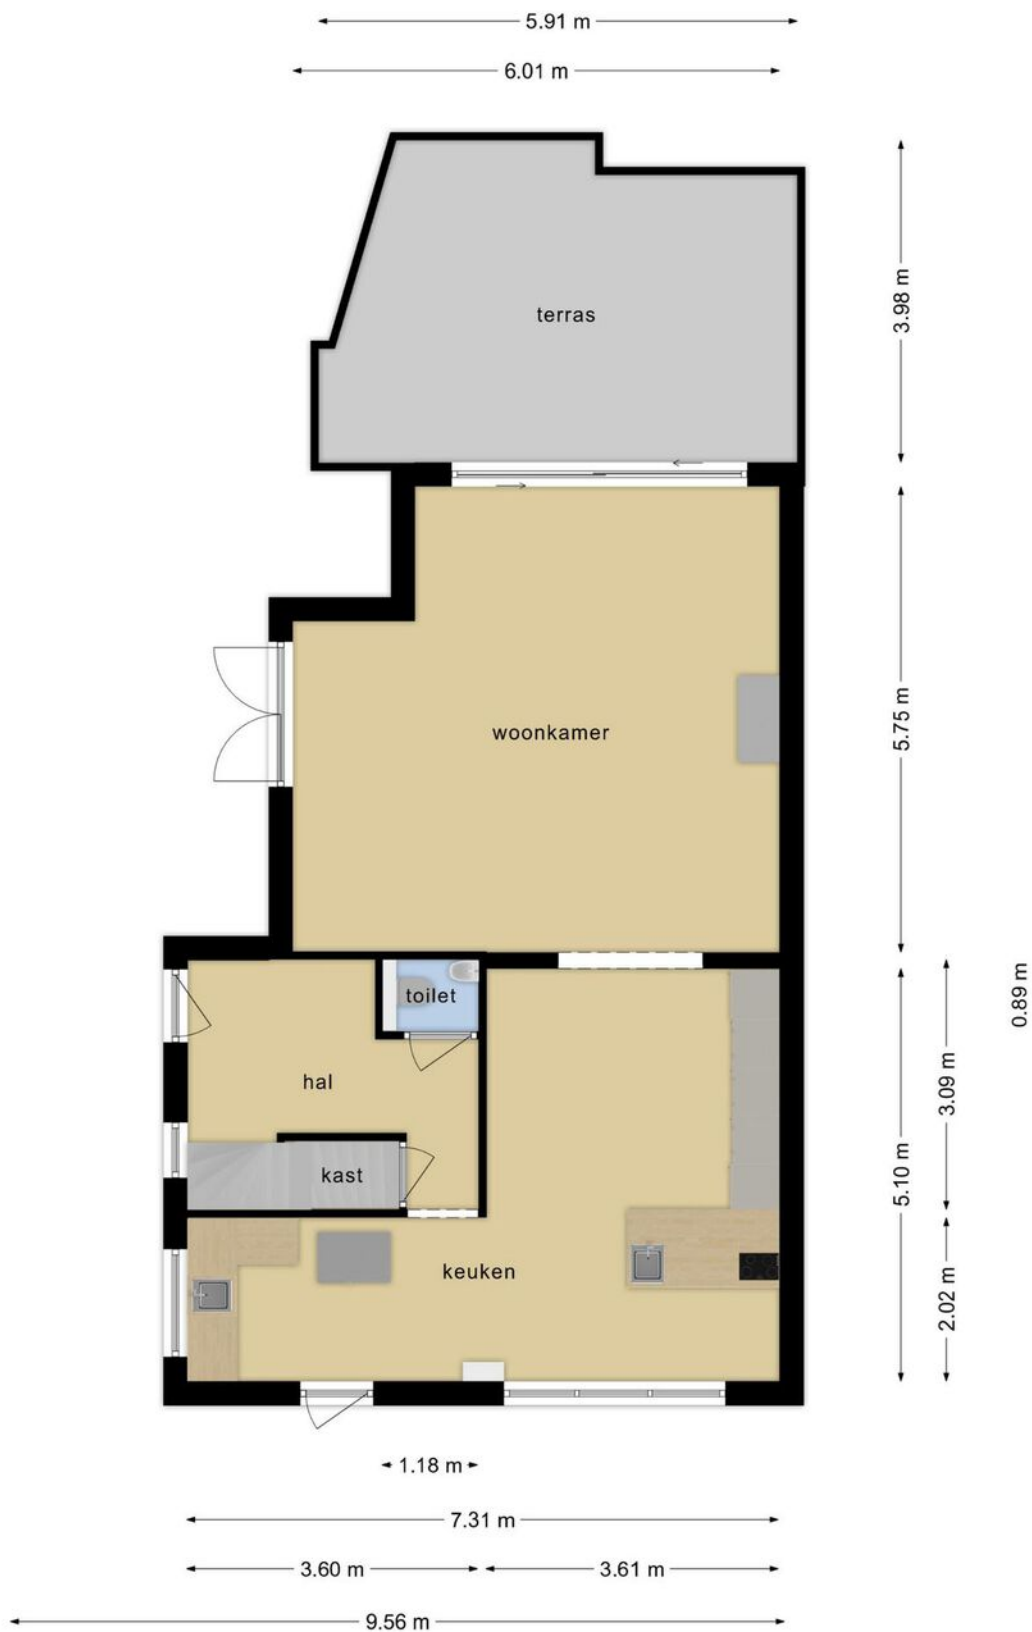 5.91 m
6.01 m
terras
3.98 m
woonkamer
5.75 m
toilet
hal
kast
keuken
0.89 m
3.09 m
5.10 m
2.02 m
1.18 m
7.31 m
3.60 m
3.61 m
9.56 m